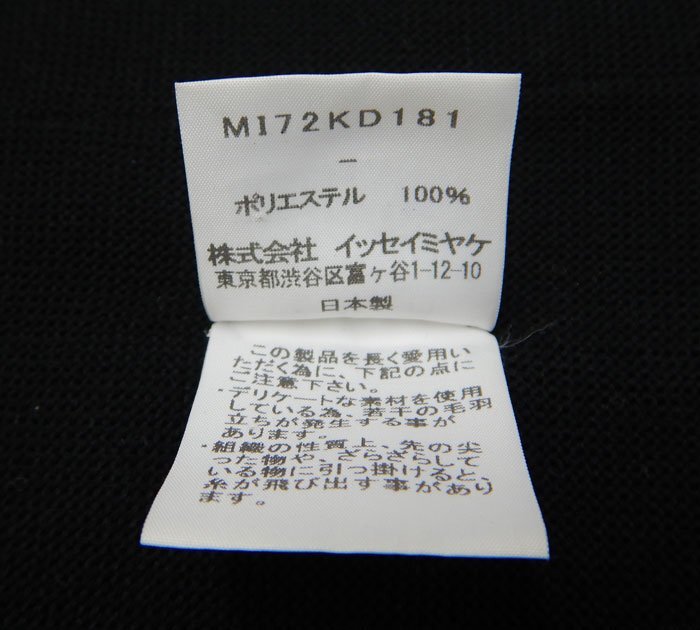 MI72KD181
—
ポリエステル 100%
株式会社 イッセイミヤケ
東京都渋谷区富ヶ谷1-12-10
日本製
この製品を長く愛用い
ただく為に、下記の点に
ご注意下さい。
・デリケートな素材を使用
している為、若干の毛羽
立ちが発生する事が
あります。
・組織の性質上、先の尖
った物や、ざらざらして
いる物に引っ掛けると、
糸が飛び出す事があり
ます。